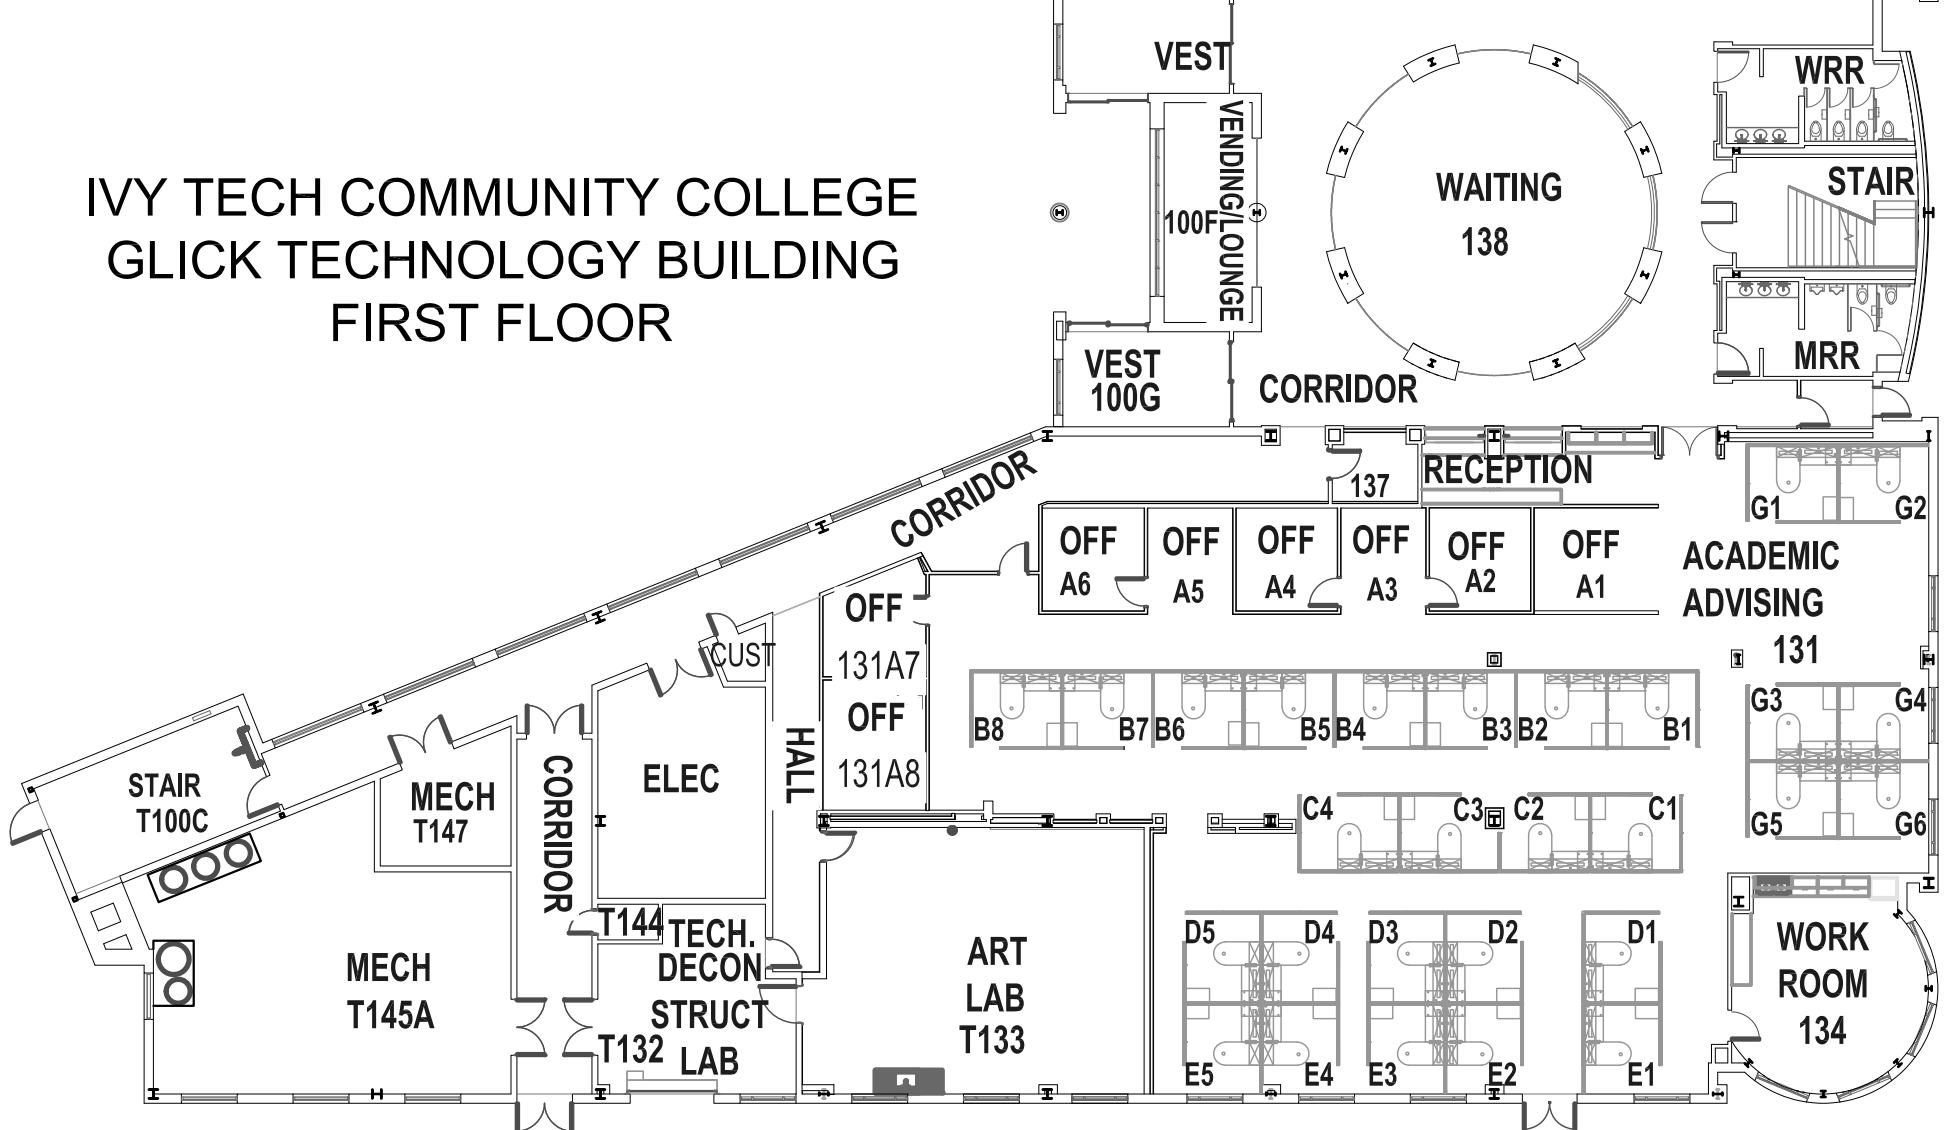 IVY TECH COMMUNITY COLLEGE
GLICK TECHNOLOGY BUILDING
FIRST FLOOR
VEST
VENDING/LOUNGE
100F
WAITING
138
WRR
STAIR
MRR
VEST
100G
CORRIDOR
CORRIDOR
137
RECEPTION
G1
G2
OFF
A6
OFF
A5
OFF
A4
OFF
A3
OFF
A2
OFF
A1
ACADEMIC
ADVISING
131
OFF
131A7
OFF
131A8
CUST
HALL
B8
B7
B6
B5
B4
B3
B2
B1
G3
G4
G5
G6
STAIR
T100C
MECH
T147
CORRIDOR
ELEC
C4
C3
C2
C1
T144
TECH.
DECON
STRUCT
LAB
T132
MECH
T145A
ART
LAB
T133
D5
D4
D3
D2
D1
E5
E4
E3
E2
E1
WORK
ROOM
134